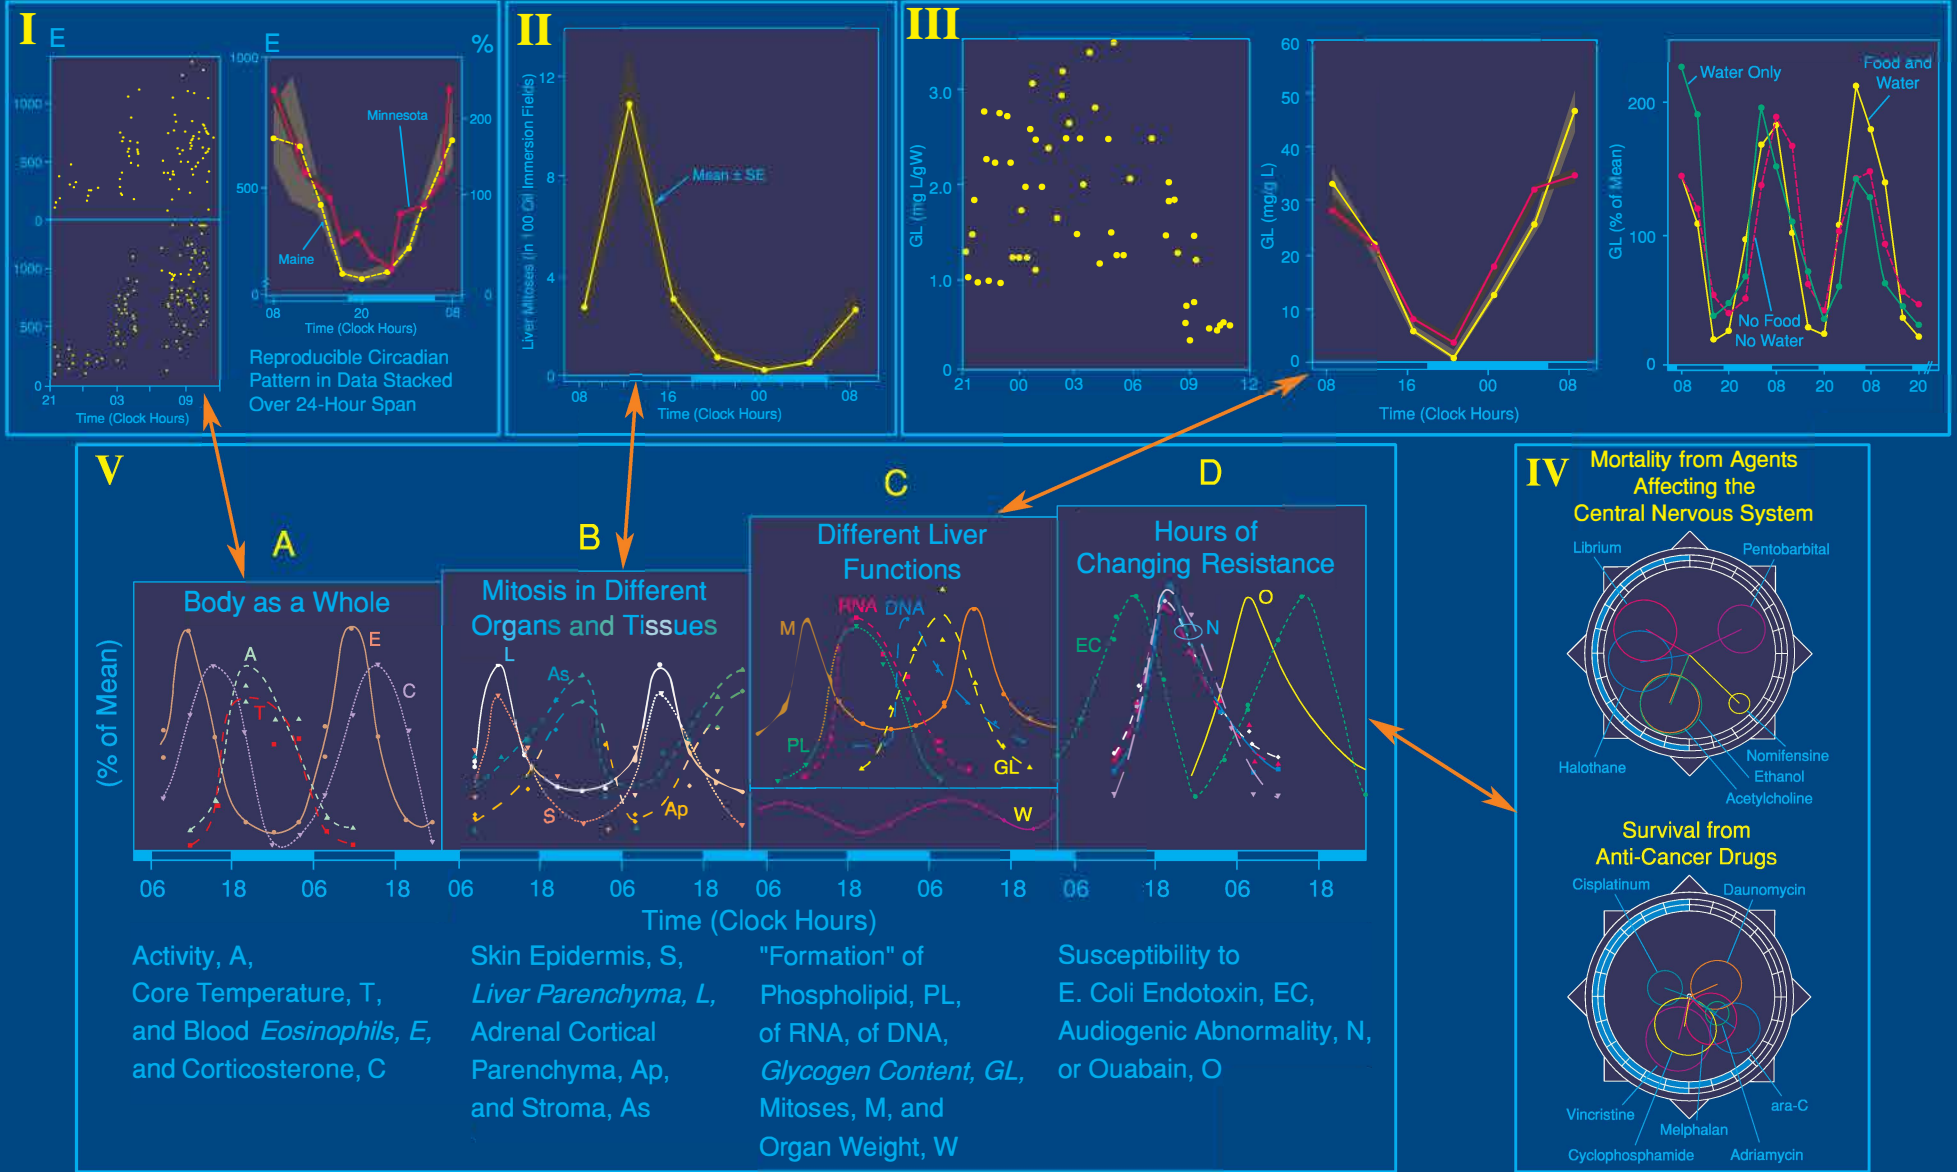 I
E
1000
500
0
1000
500
0
21
03
09
Time (Clock Hours)
E
%
1000
500
0
200
100
0
Minnesota
Maine
08
20
08
Time (Clock Hours)
Reproducible Circadian
Pattern in Data Stacked
Over 24-Hour Span
II
Liver Mitoses (In 100 Oil Immersion Fields)
12
8
4
0
Mean ± SE
08
16
00
08
Time (Clock Hours)
III
GL (mg L/gW)
3.0
2.0
1.0
0
21
00
03
06
09
12
GL (mg/g L)
60
50
40
30
20
10
0
08
16
00
08
Time (Clock Hours)
GL (% of Mean)
200
100
0
Water Only
Food and
Water
No Food
No Water
08
20
08
20
08
20
V
A
Body as a Whole
E
A
C
T
(% of Mean)
B
Mitosis in Different
Organs and Tissues
L
As
S
Ap
C
Different Liver
Functions
M
RNA
DNA
PL
GL
W
D
Hours of
Changing Resistance
EC
N
O
06
18
06
18
06
18
06
18
06
18
06
18
06
18
06
18
Time (Clock Hours)
Activity, A,
Core Temperature, T,
and Blood Eosinophils, E,
and Corticosterone, C
Skin Epidermis, S,
Liver Parenchyma, L,
Adrenal Cortical
Parenchyma, Ap,
and Stroma, As
"Formation" of
Phospholipid, PL,
of RNA, of DNA,
Glycogen Content, GL,
Mitoses, M, and
Organ Weight, W
Susceptibility to
E. Coli Endotoxin, EC,
Audiogenic Abnormality, N,
or Ouabain, O
IV
Mortality from Agents
Affecting the
Central Nervous System
Librium
Pentobarbital
Halothane
Nomifensine
Ethanol
Acetylcholine
Survival from
Anti-Cancer Drugs
Cisplatinum
Daunomycin
Vincristine
ara-C
Melphalan
Cyclophosphamide
Adriamycin